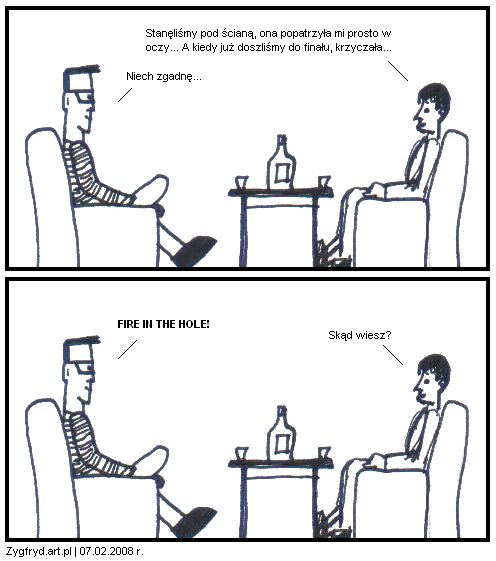 Stanęliśmy pod ścianą, ona popatrzyła mi prosto w
oczy... A kiedy już doszliśmy do finału, krzyczała...
Niech zgadnę...
FIRE IN THE HOLE!
Skąd wiesz?
Zygfryd.art.pl | 07.02.2008 r.